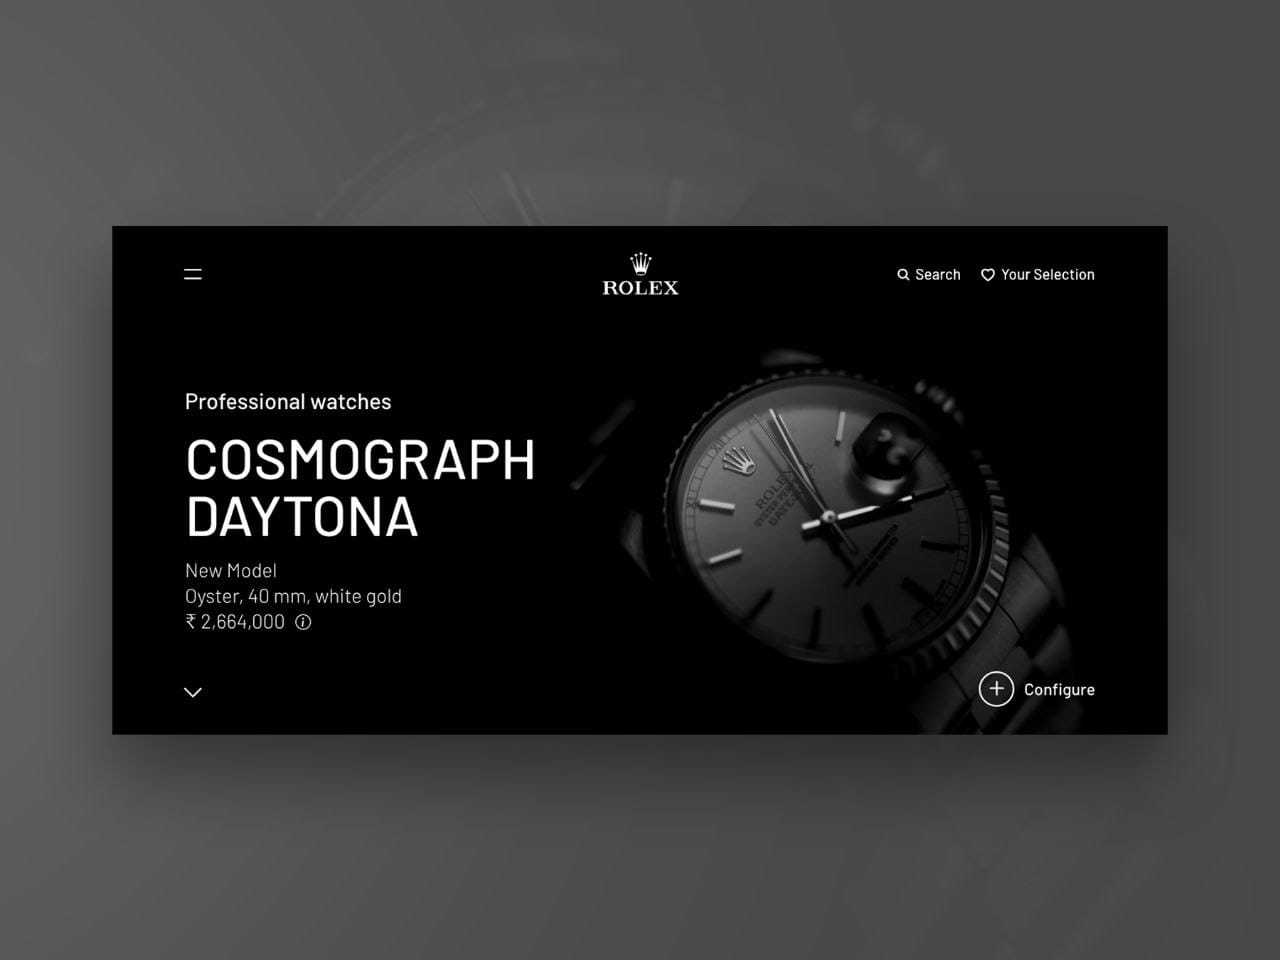 ROLEX
Search
Your Selection
Professional watches
COSMOGRAPH
DAYTONA
New Model
Oyster, 40 mm, white gold
₹ 2,664,000
Configure
ROLEX